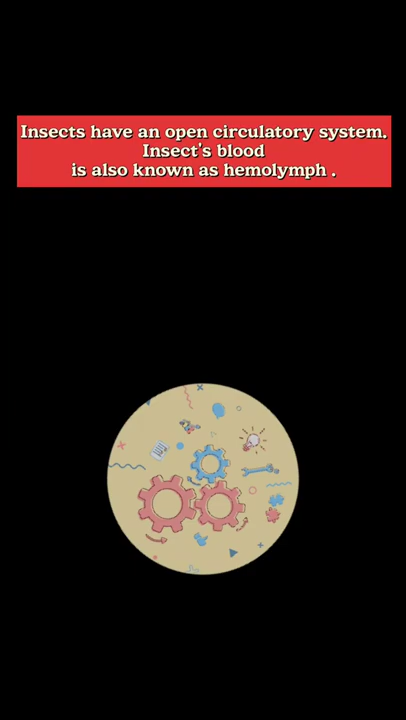 Insects have an open circulatory system.
Insect's blood
is also known as hemolymph .